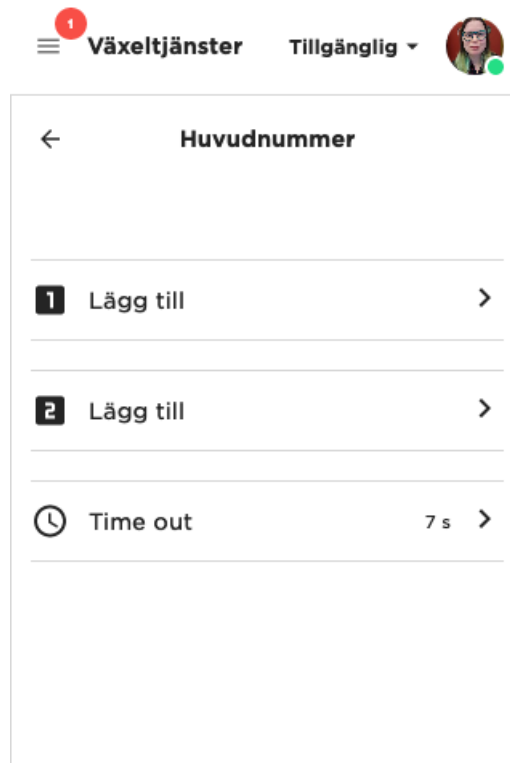 1
Växeltjänster Tillgänglig
Huvudnummer
1 Lägg till
2 Lägg till
Time out 7 s